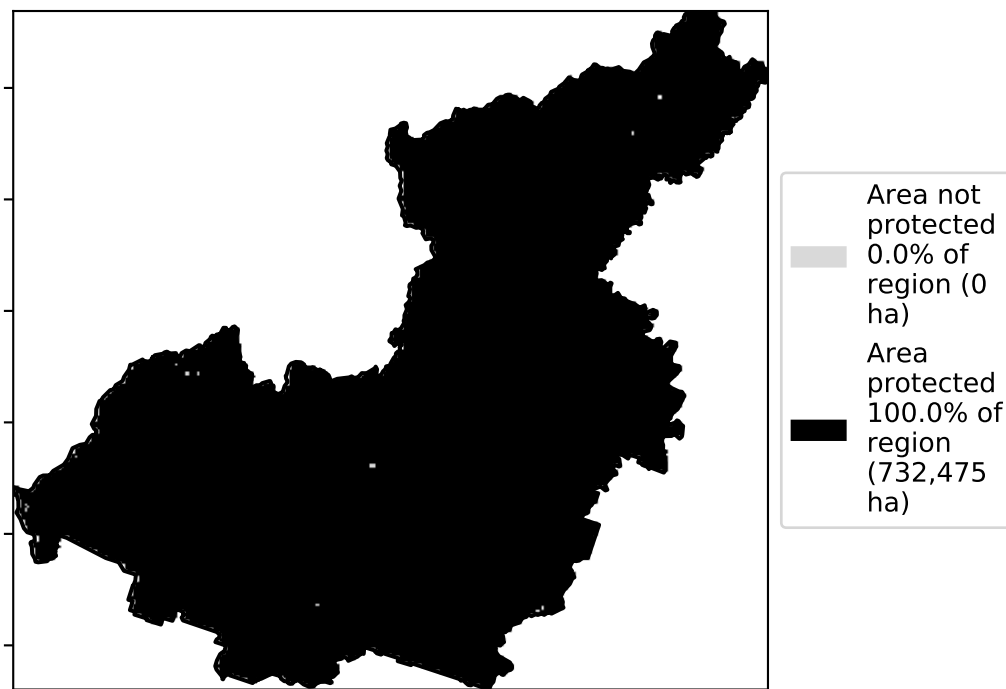 Area not
protected
0.0% of
region (0
ha)
Area
protected
100.0% of
region
(732,475
ha)